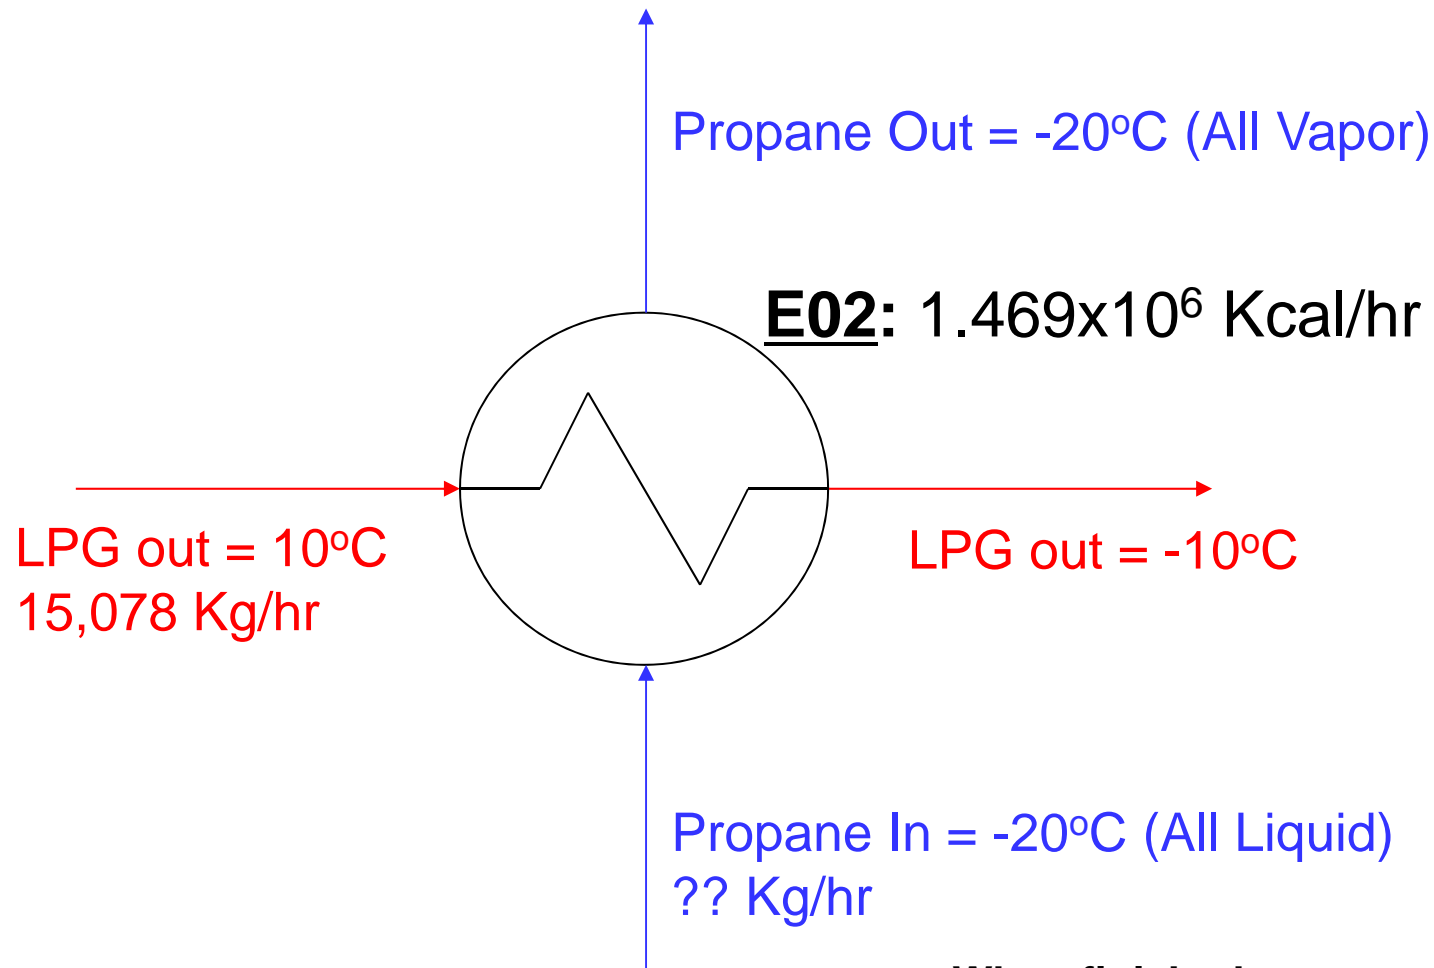 Propane Out = -20°C (All Vapor)
E02: 1.469x10⁶ Kcal/hr
LPG out = 10°C
15,078 Kg/hr
LPG out = -10°C
Propane In = -20°C (All Liquid)
?? Kg/hr